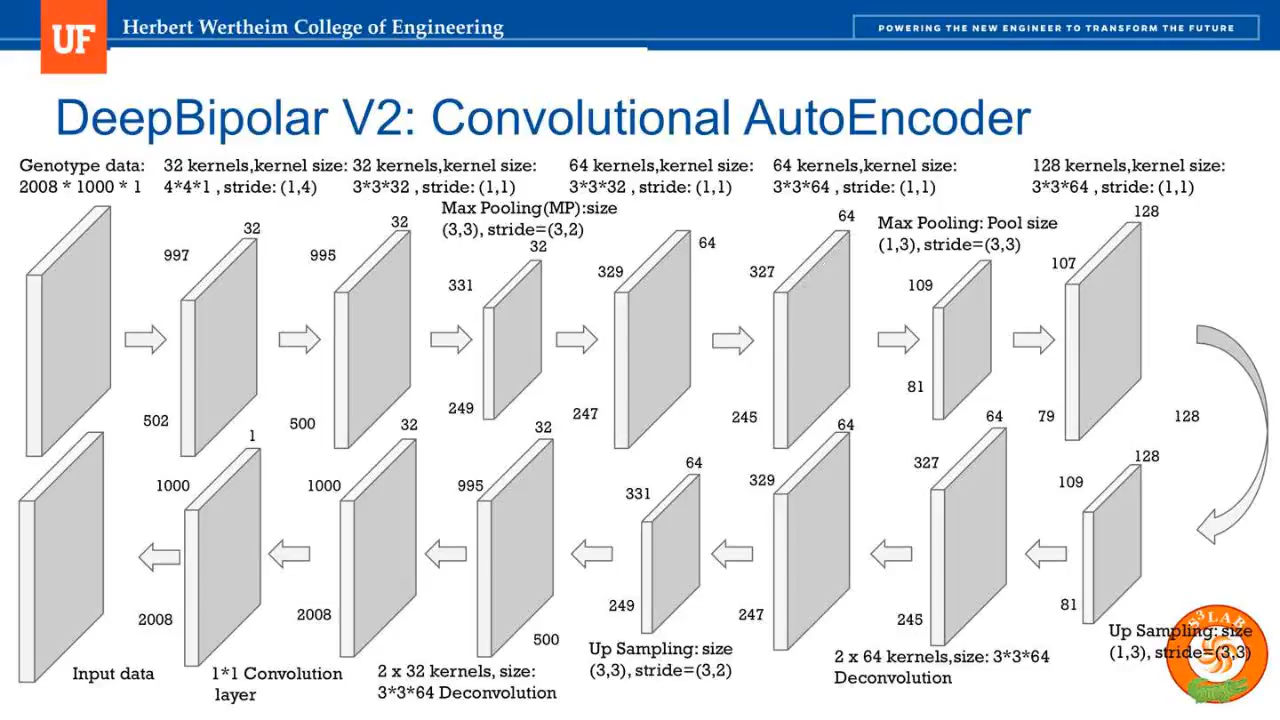 UF
Herbert Wertheim College of Engineering
POWERING THE NEW ENGINEER TO TRANSFORM THE FUTURE
DeepBipolar V2: Convolutional AutoEncoder
Genotype data:
2008 * 1000 * 1
32 kernels,kernel size:
4*4*1 , stride: (1,4)
32 kernels,kernel size:
3*3*32 , stride: (1,1)
Max Pooling(MP):size
(3,3), stride=(3,2)
64 kernels,kernel size:
3*3*32 , stride: (1,1)
64 kernels,kernel size:
3*3*64 , stride: (1,1)
Max Pooling: Pool size
(1,3), stride=(3,3)
128 kernels,kernel size:
3*3*64 , stride: (1,1)
997
32
502
995
32
500
331
32
249
329
64
247
327
64
245
109
81
107
128
79
128
1000
1
2008
1000
32
2008
995
32
500
331
64
249
329
64
247
327
64
245
109
128
81
Input data
1*1 Convolution
layer
2 x 32 kernels, size:
3*3*64 Deconvolution
Up Sampling: size
(3,3), stride=(3,2)
2 x 64 kernels,size: 3*3*64
Deconvolution
Up Sampling: size
(1,3), stride=(3,3)
S³LAB